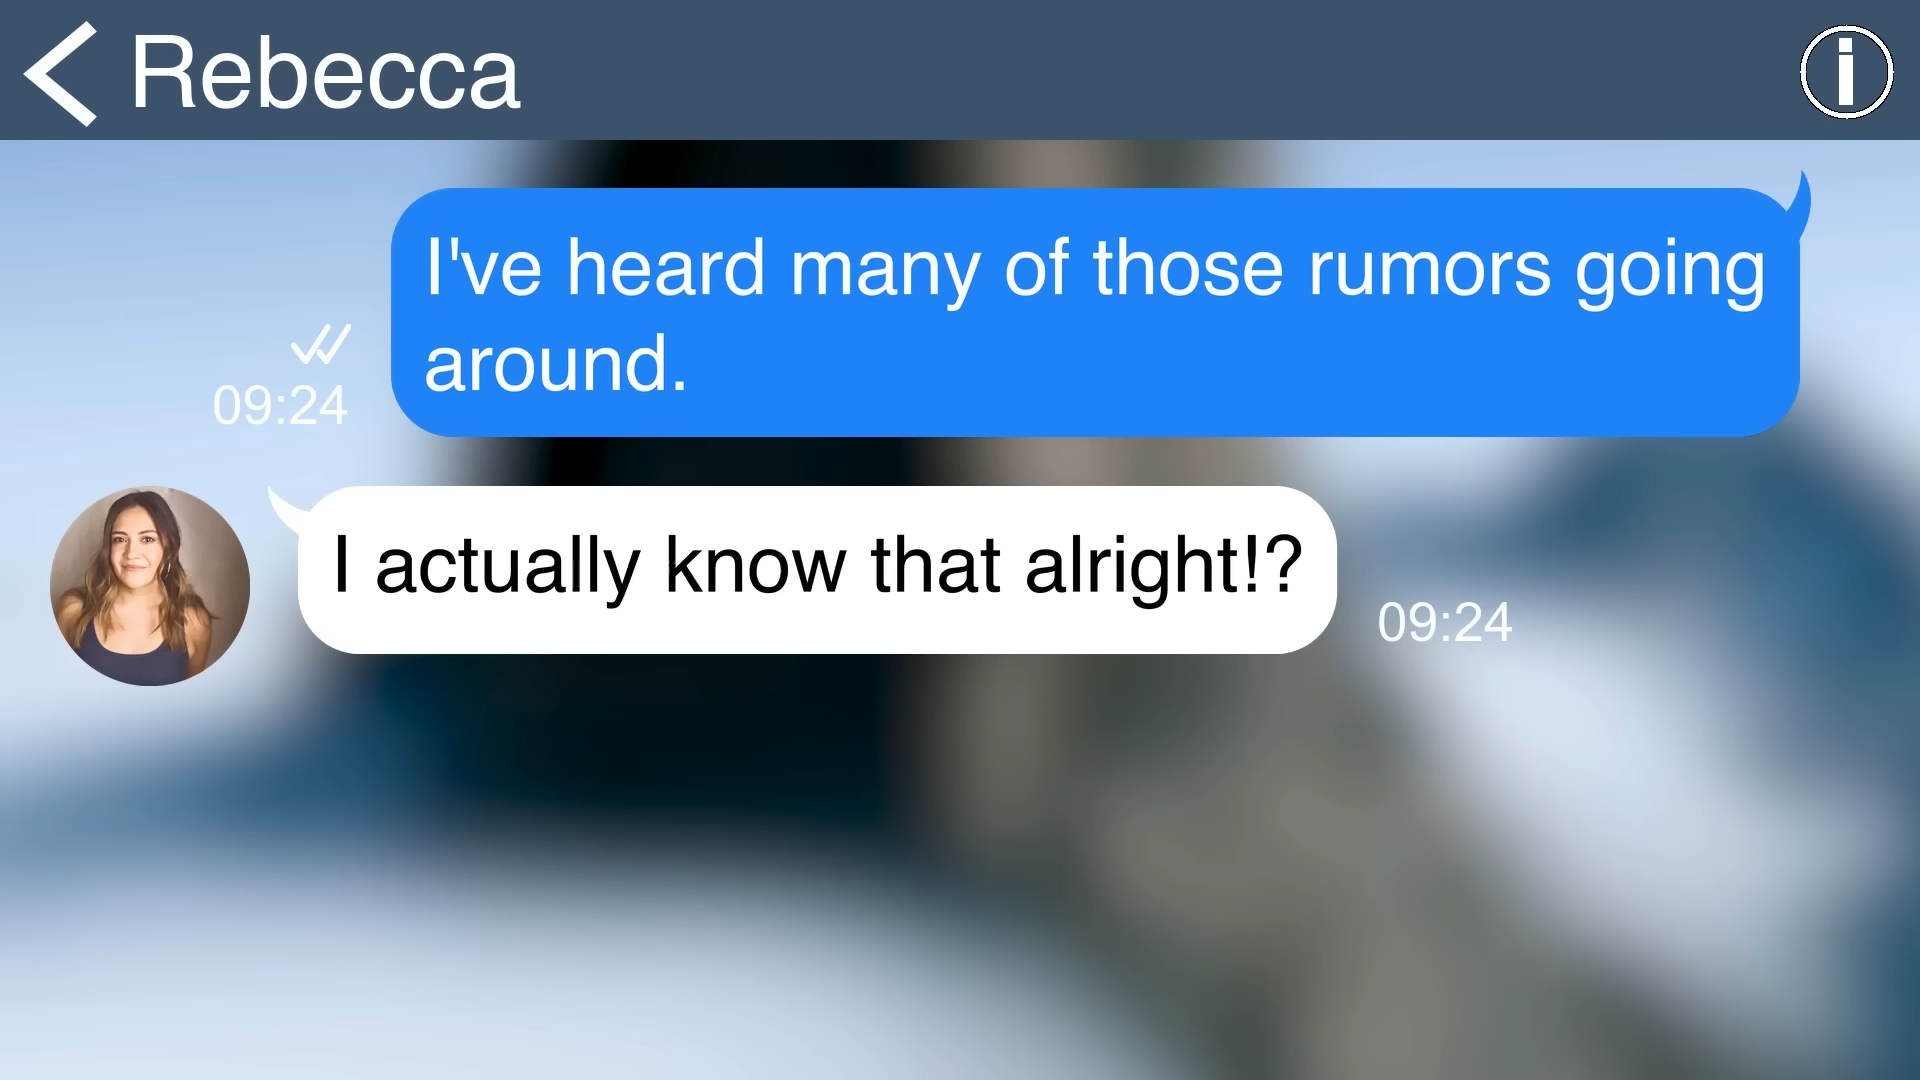 Rebecca
I've heard many of those rumors going
around.
09:24
I actually know that alright!?
09:24